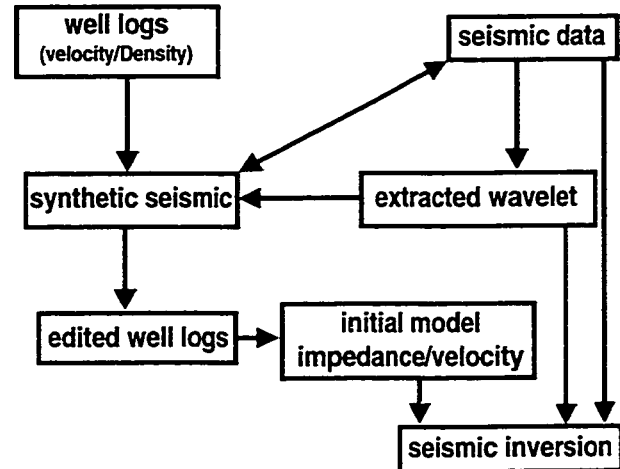 well logs
(velocity/Density)
seismic data
synthetic seismic
extracted wavelet
edited well logs
initial model
impedance/velocity
seismic inversion